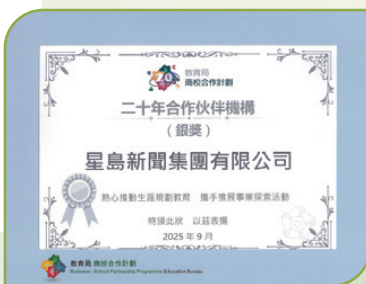 教育局
商校合作計劃
二十年合作伙伴機構
（銀獎）
星島新聞集團有限公司
熱心推動生涯規劃教育 攜手推展事業探索活動
特頒此狀 以茲表揚
2025 年 9 月
教育局 商校合作計劃
Business - School Partnership Programme Education Bureau